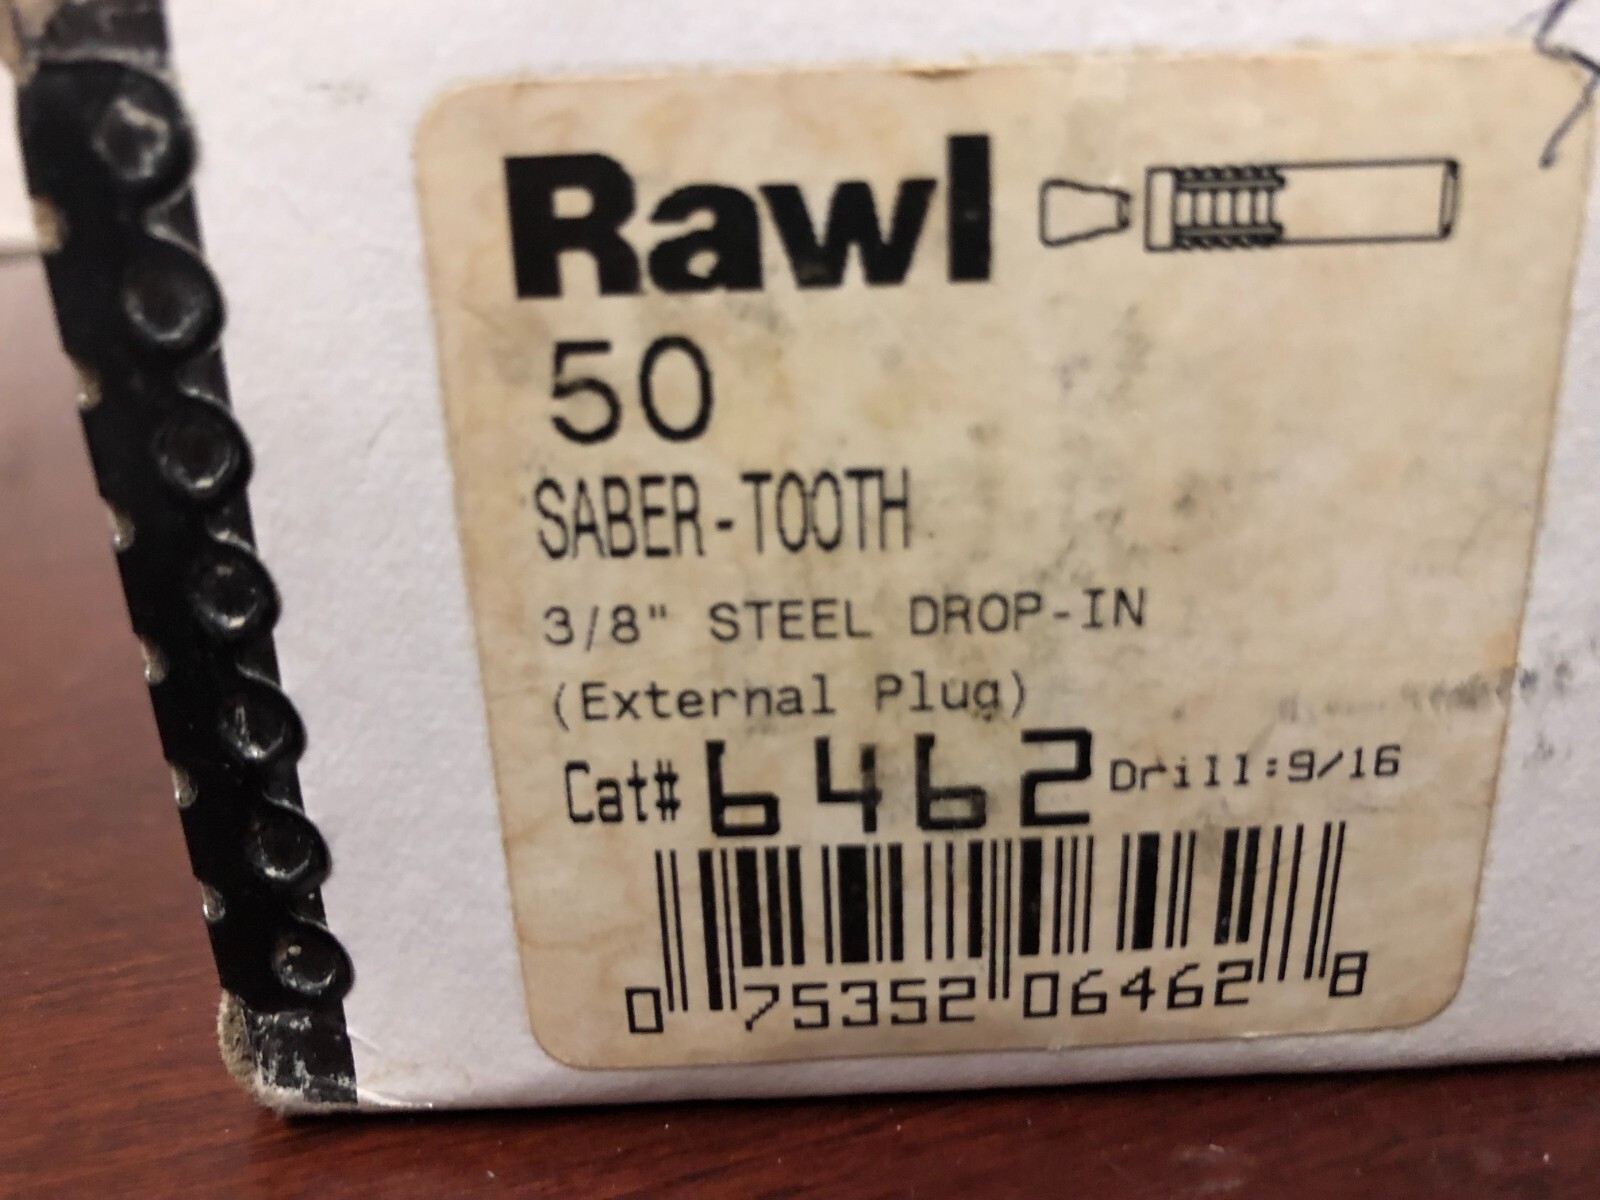 Rawl
50
SABER-TOOTH
3/8" STEEL DROP-IN
(External Plug)
Cat# 6462 Drill:9/16
0 75352 06462 8